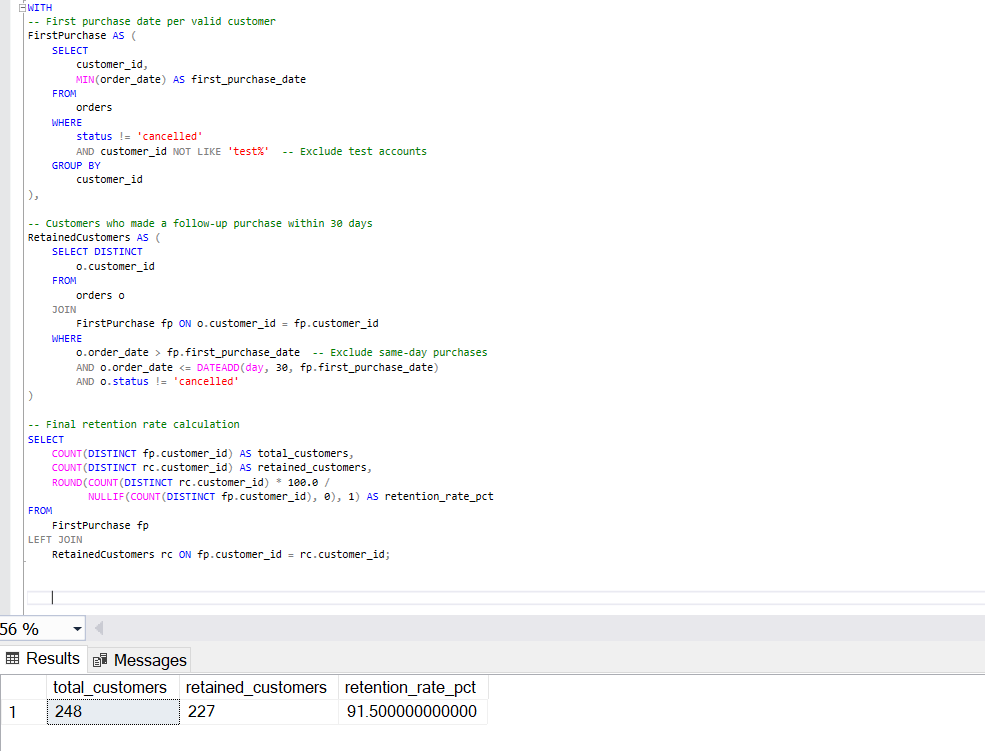 WITH
-- First purchase date per valid customer
FirstPurchase AS (
SELECT
customer_id,
MIN(order_date) AS first_purchase_date
FROM
orders
WHERE
status != 'cancelled'
AND customer_id NOT LIKE 'test%'  -- Exclude test accounts
GROUP BY
customer_id
),
-- Customers who made a follow-up purchase within 30 days
RetainedCustomers AS (
SELECT DISTINCT
o.customer_id
FROM
orders o
JOIN
FirstPurchase fp ON o.customer_id = fp.customer_id
WHERE
o.order_date > fp.first_purchase_date  -- Exclude same-day purchases
AND o.order_date <= DATEADD(day, 30, fp.first_purchase_date)
AND o.status != 'cancelled'
)
-- Final retention rate calculation
SELECT
COUNT(DISTINCT fp.customer_id) AS total_customers,
COUNT(DISTINCT rc.customer_id) AS retained_customers,
ROUND(COUNT(DISTINCT rc.customer_id) * 100.0 /
NULLIF(COUNT(DISTINCT fp.customer_id), 0), 1) AS retention_rate_pct
FROM
FirstPurchase fp
LEFT JOIN
RetainedCustomers rc ON fp.customer_id = rc.customer_id;
56 %
Results Messages
total_customers retained_customers retention_rate_pct
1 248 227 91.500000000000